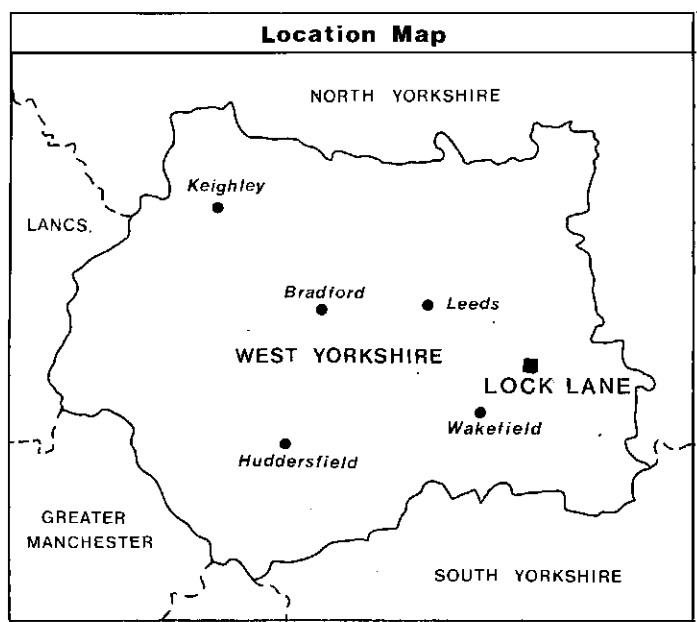 Location Map
NORTH YORKSHIRE
Keighley
LANCS.
Bradford
Leeds
WEST YORKSHIRE
LOCK LANE
Wakefield
Huddersfield
GREATER
MANCHESTER
SOUTH YORKSHIRE